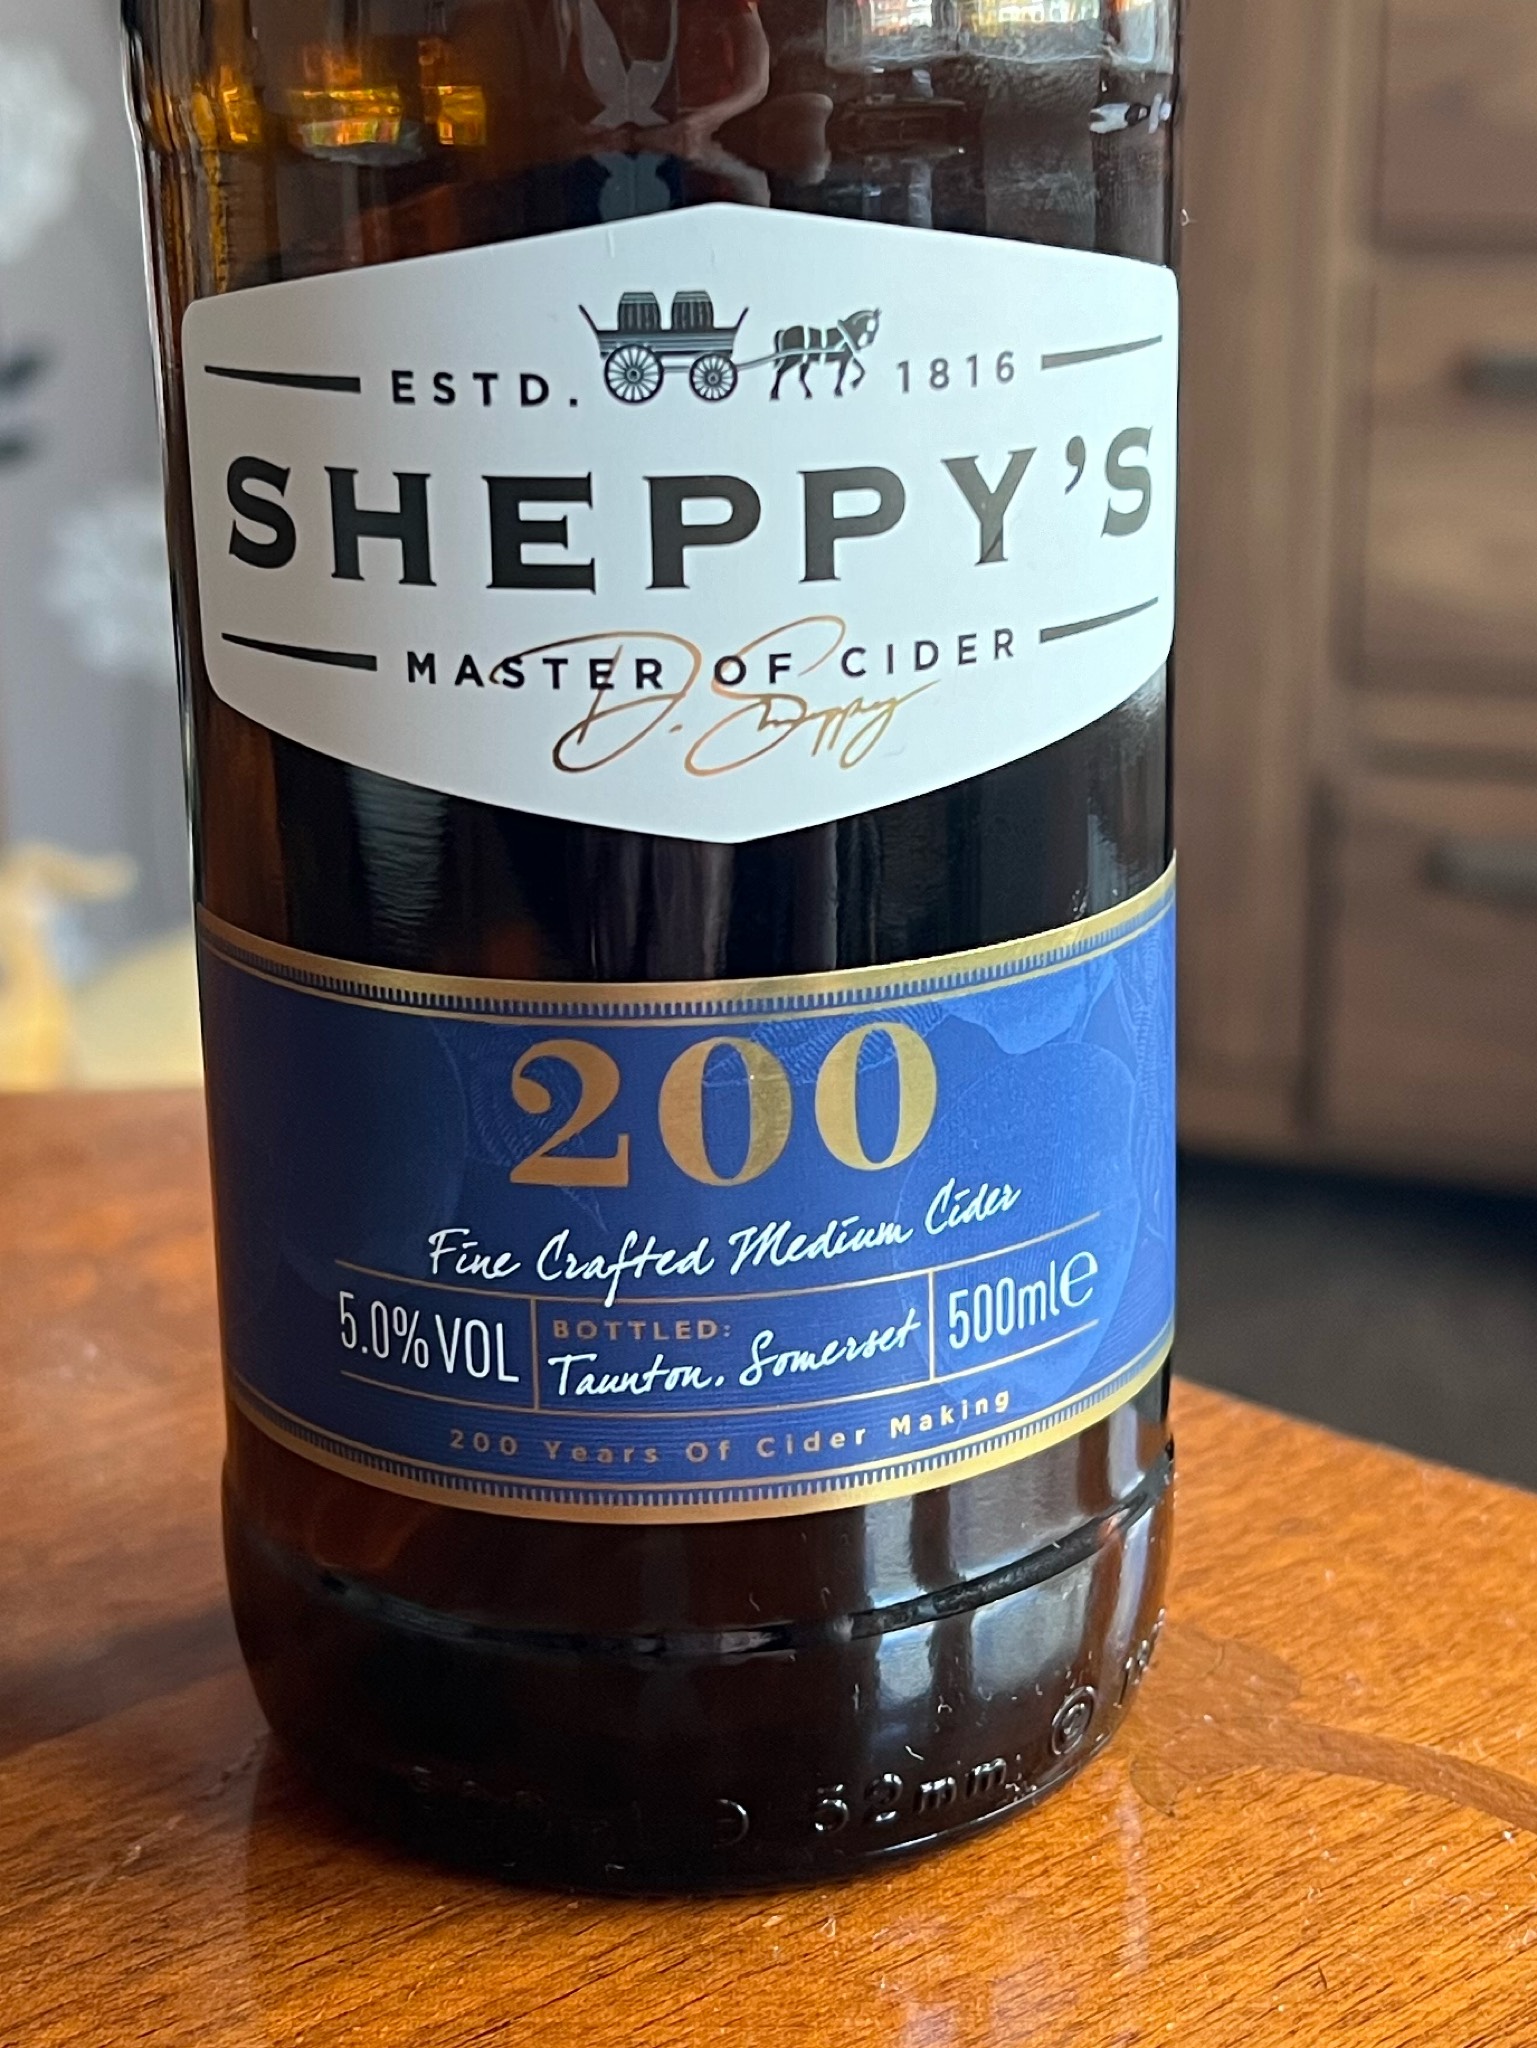 ESTD. 1816
SHEPPY'S
MASTER OF CIDER
D. Sheppy
200
Fine Crafted Medium Cider
5.0% VOL
BOTTLED:
Taunton. Somerset
500ml℮
200 Years Of Cider Making
52mm